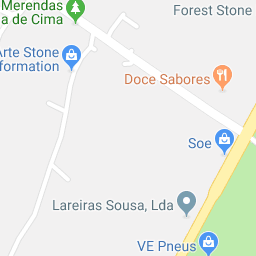 Merendas
a de Cima
Forest Stone
Arte Stone
formation
Doce Sabores
Soe
Lareiras Sousa, Lda
VE Pneus